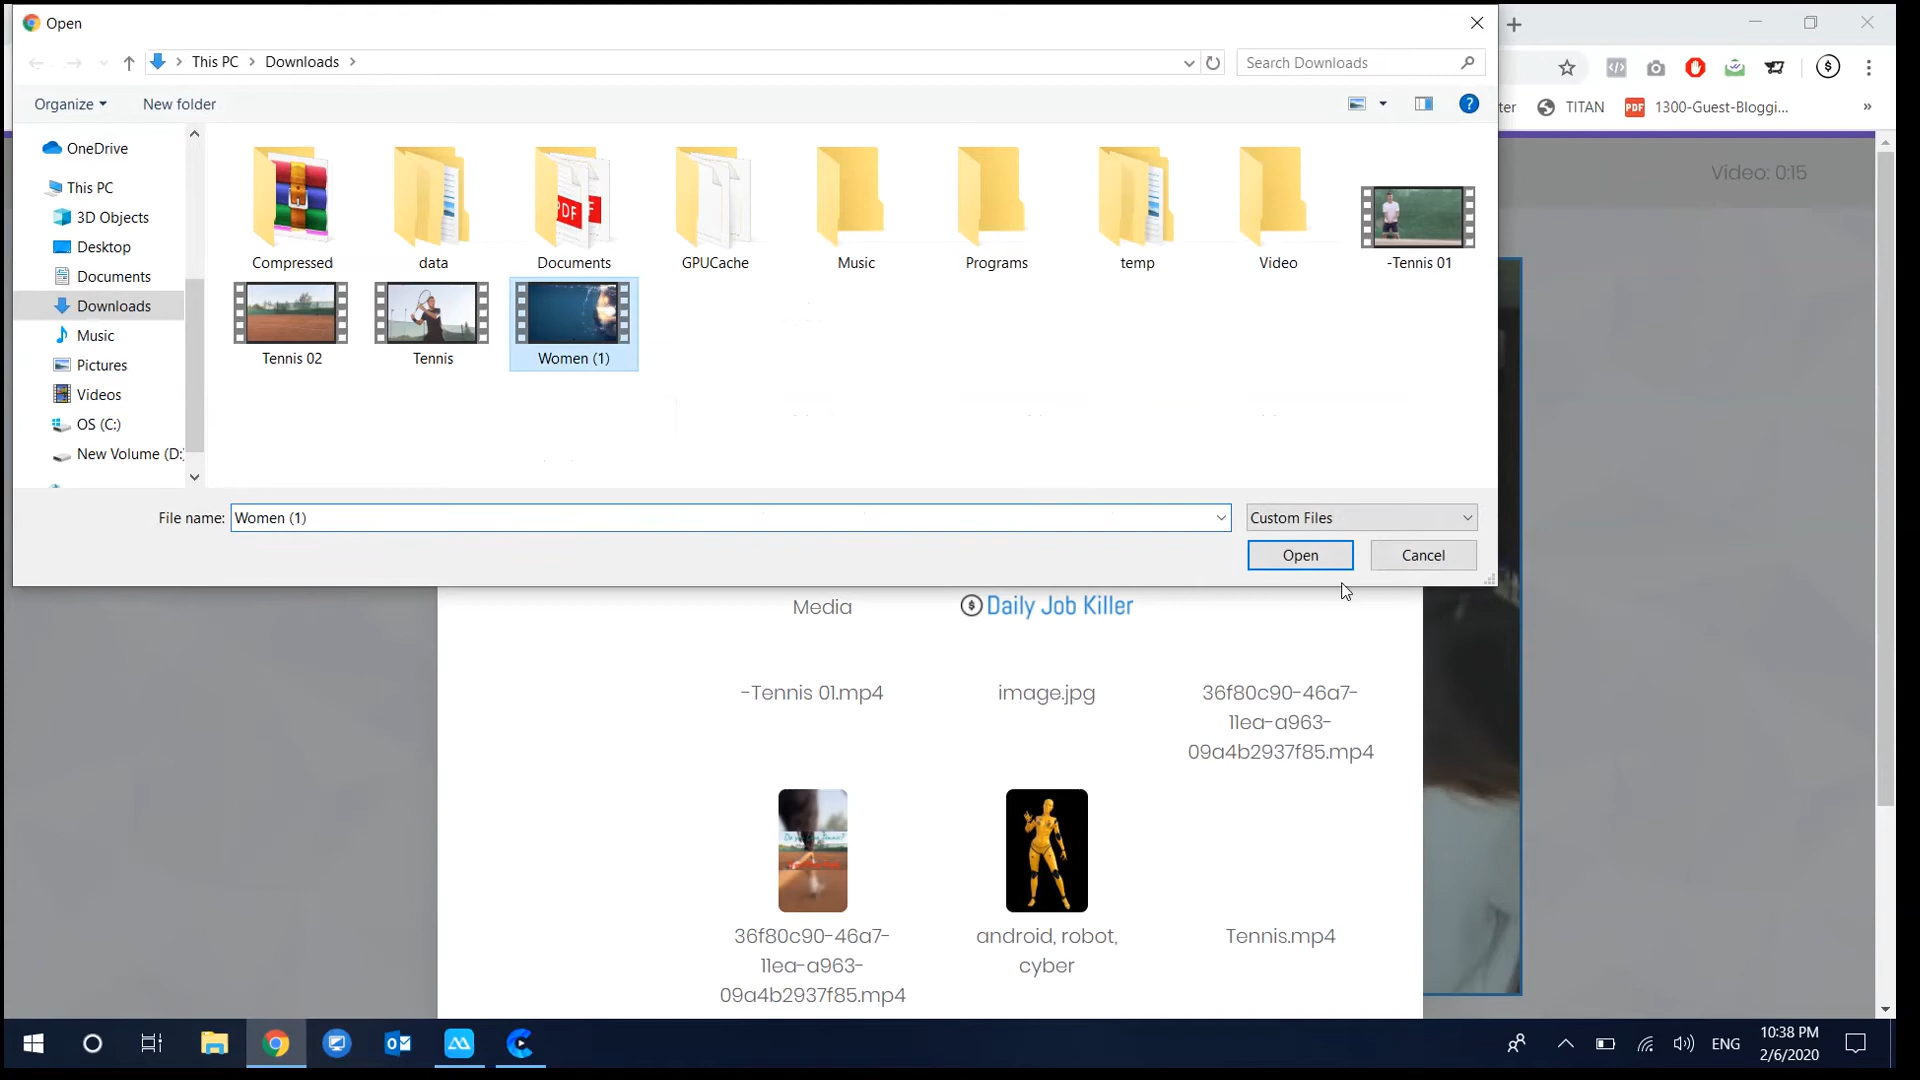 Open
This PC
Downloads
Search Downloads
Organize
New folder
TITAN
PDF
1300-Guest-Bloggi...
Video: 0:15
OneDrive
This PC
3D Objects
Desktop
Documents
Downloads
Music
Pictures
Videos
OS (C:)
New Volume (D:
Compressed
data
Documents
GPUCache
Music
Programs
temp
Video
-Tennis 01
Tennis 02
Tennis
Women (1)
File name:
Women (1)
Custom Files
Open
Cancel
Media
Daily Job Killer
-Tennis 01.mp4
image.jpg
36f80c90-46a7-
11ea-a963-
09a4b2937f85.mp4
36f80c90-46a7-
11ea-a963-
09a4b2937f85.mp4
android, robot,
cyber
Tennis.mp4
ENG
10:38 PM
2/6/2020